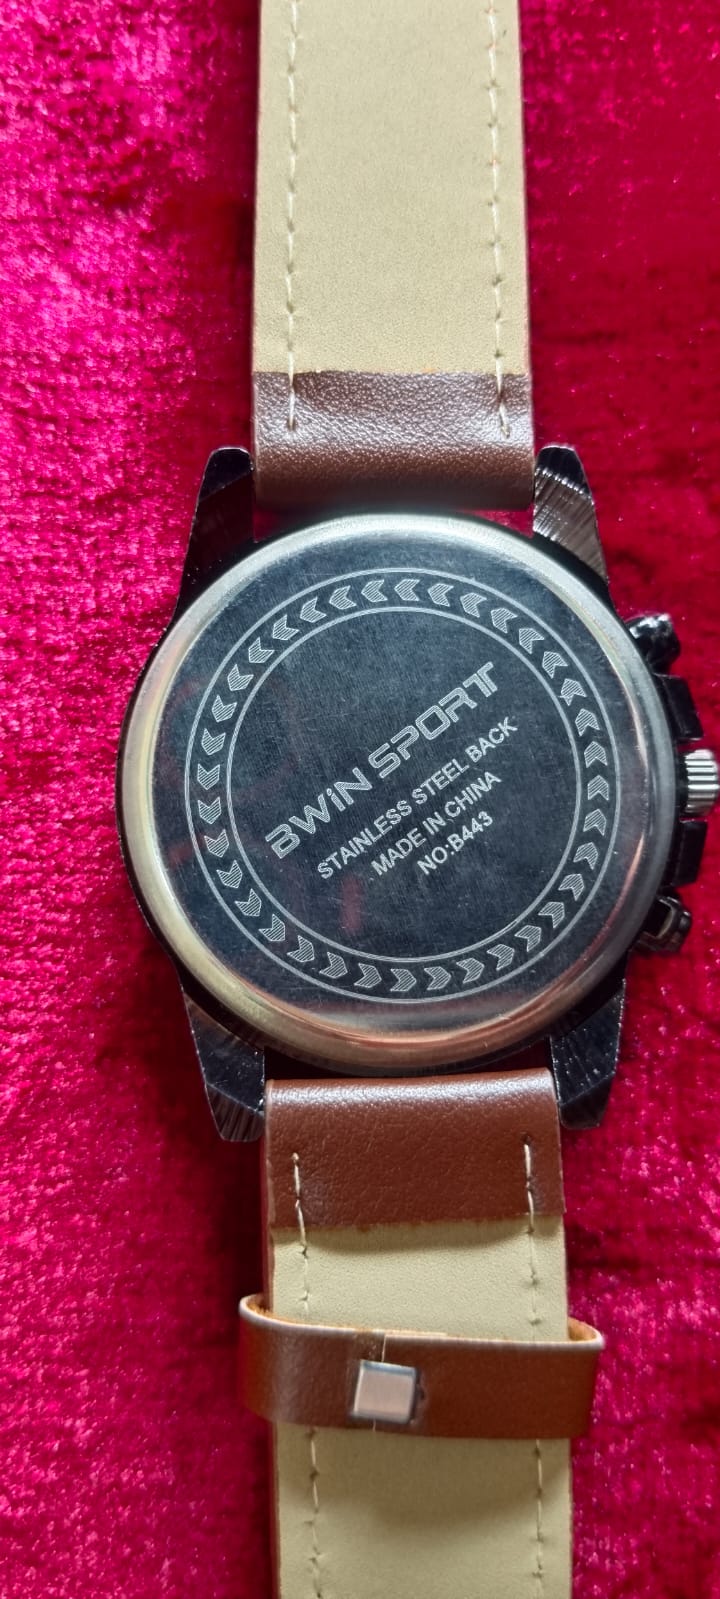 BWiN SPORT
STAINLESS STEEL BACK
MADE IN CHINA
NO:B443